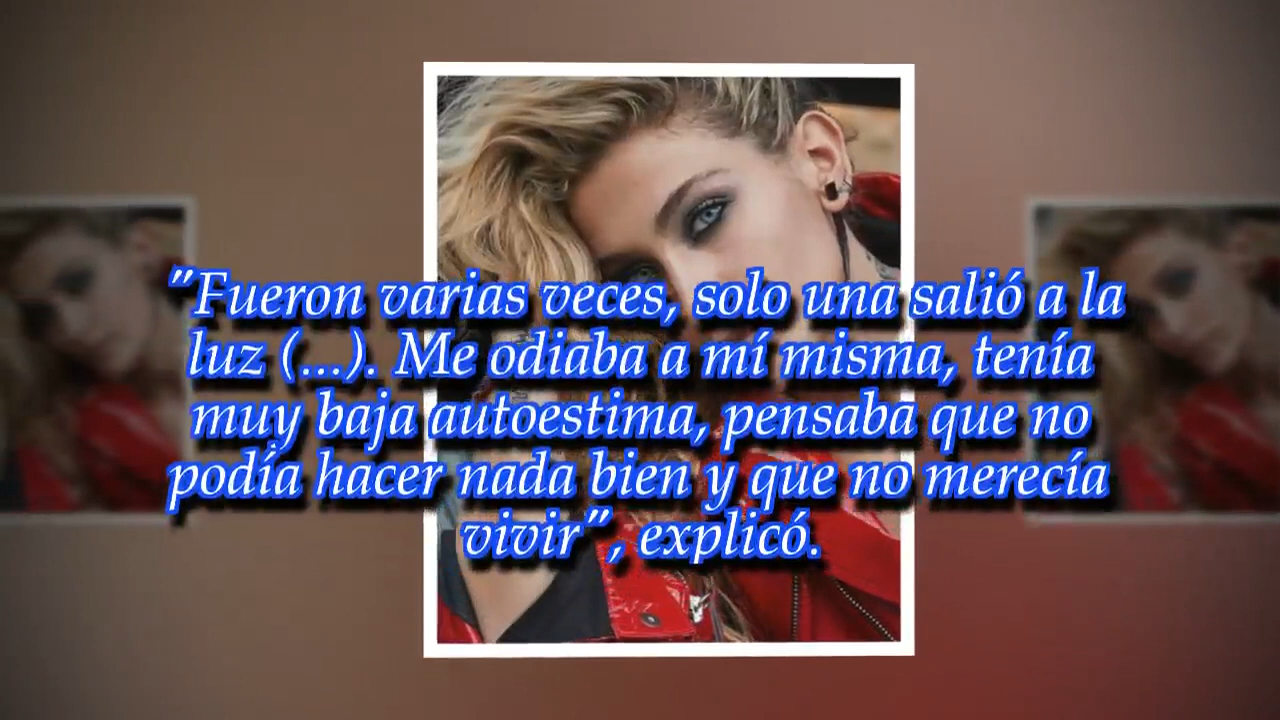 "Fueron varias veces, solo una salió a la
luz (...). Me odiaba a mí misma, tenía
muy baja autoestima, pensaba que no
podía hacer nada bien y que no merecía
vivir", explicó.